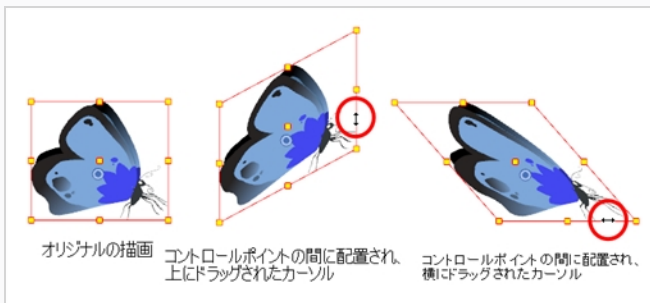 オリジナルの描画
コントロールポイントの間に配置され、
上にドラッグされたカーソル
コントロールポイントの間に配置され、
横にドラッグされたカーソル